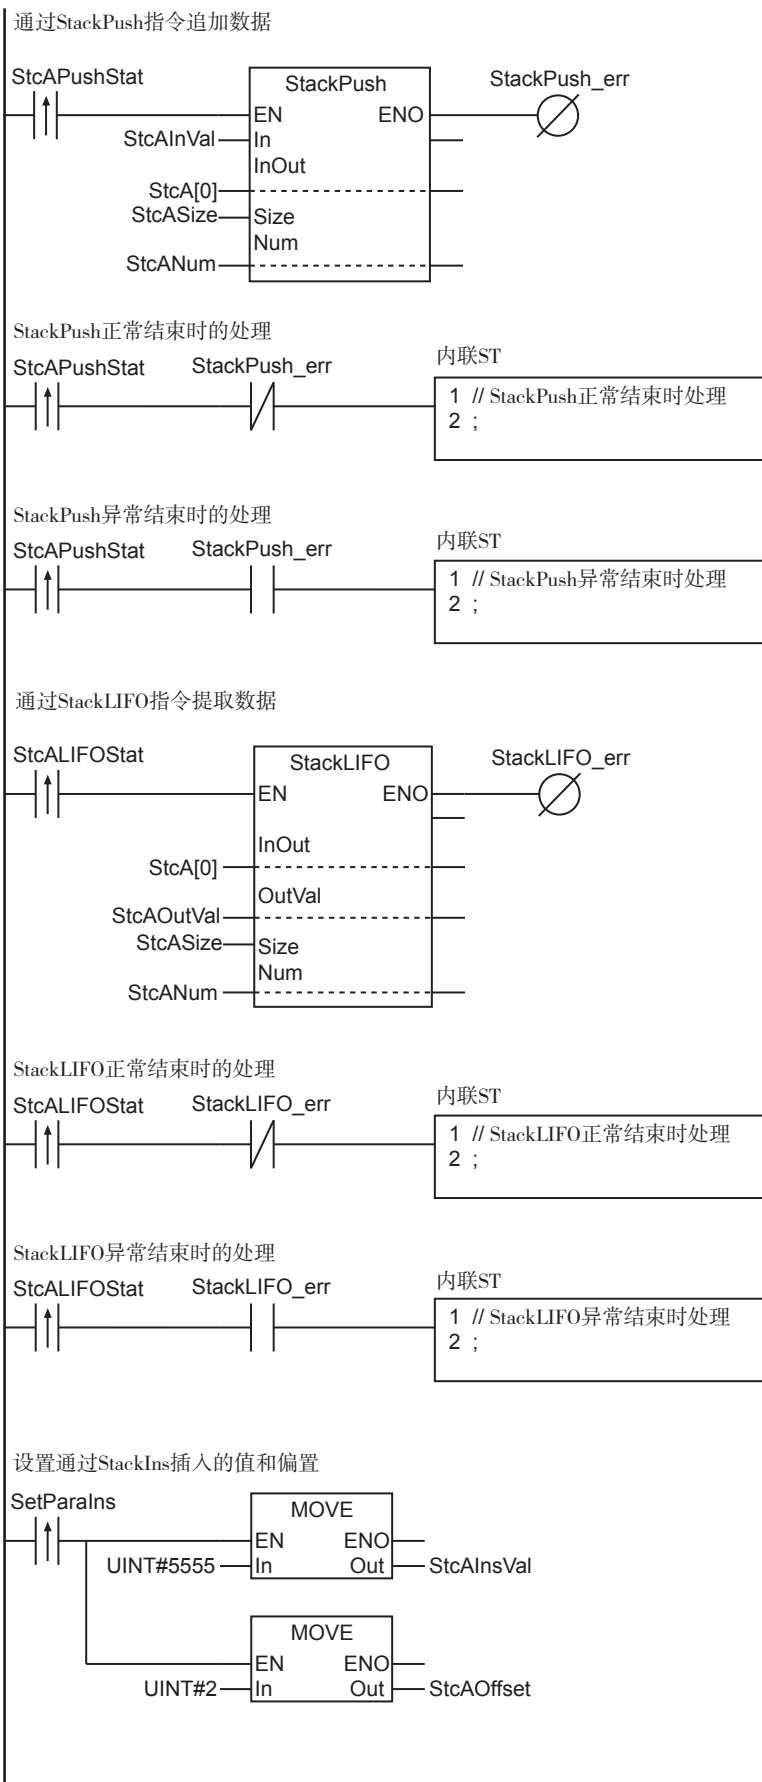 通过StackPush指令追加数据
StcAPushStat
StackPush
StackPush_err
EN ENO
StcAInVal In
InOut
StcA[0]
StcASize Size
Num
StcANum
StackPush正常结束时的处理
StcAPushStat StackPush_err
内联ST
1 // StackPush正常结束时处理
2 ;
StackPush异常结束时的处理
StcAPushStat StackPush_err
内联ST
1 // StackPush异常结束时处理
2 ;
通过StackLIFO指令提取数据
StcALIFOStat
StackLIFO
StackLIFO_err
EN ENO
InOut
StcA[0]
OutVal
StcAOutVal
StcASize Size
Num
StcANum
StackLIFO正常结束时的处理
StcALIFOStat StackLIFO_err
内联ST
1 // StackLIFO正常结束时处理
2 ;
StackLIFO异常结束时的处理
StcALIFOStat StackLIFO_err
内联ST
1 // StackLIFO异常结束时处理
2 ;
设置通过StackIns插入的值和偏置
SetParaIns
MOVE
EN ENO
UINT#5555 In Out StcAInsVal
MOVE
EN ENO
UINT#2 In Out StcAOffset